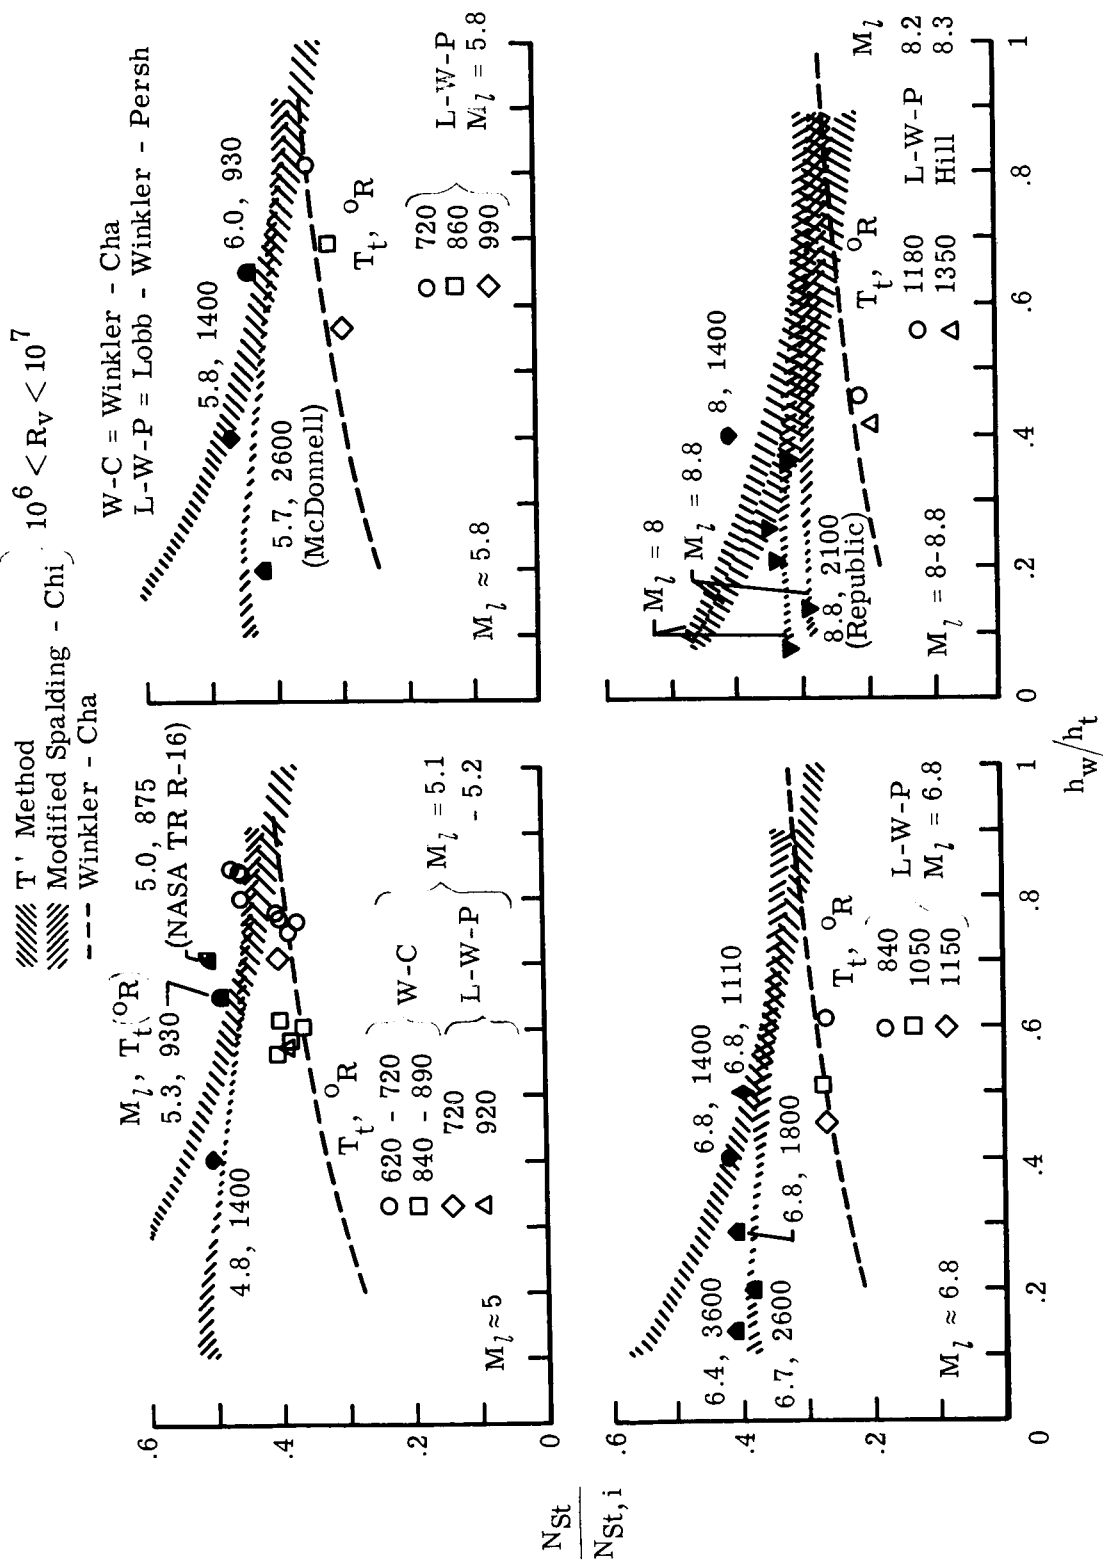 T' Method
Modified Spalding - Chi
Winkler - Cha
10^6 < R_v < 10^7
W-C = Winkler - Cha
L-W-P = Lobb - Winkler - Persh
N_St
N_St,i
.6
.4
.2
0
M_l, T_t(°R)
5.3, 930
5.0, 875
(NASA TR R-16)
4.8, 1400
T_t, °R
620 - 720
840 - 890
W-C
720
920
L-W-P
M_l = 5.1
- 5.2
M_l ≈ 5
5.8, 1400
6.0, 930
5.7, 2600
(McDonnell)
T_t, °R
720
860
990
L-W-P
M_l = 5.8
M_l ≈ 5.8
.6
.4
.2
0
6.4, 3600
6.8, 1400
6.8, 1110
6.7, 2600
6.8, 1800
T_t, °R
840
1050
1150
L-W-P
M_l = 6.8
M_l ≈ 6.8
.2
.4
.6
.8
1
M_l = 8
M_l = 8.8
8, 1400
8.8, 2100
(Republic)
T_t, °R
M_l
1180
L-W-P
8.2
1350
Hill
8.3
M_l = 8-8.8
0
.2
.4
.6
.8
1
h_w/h_t